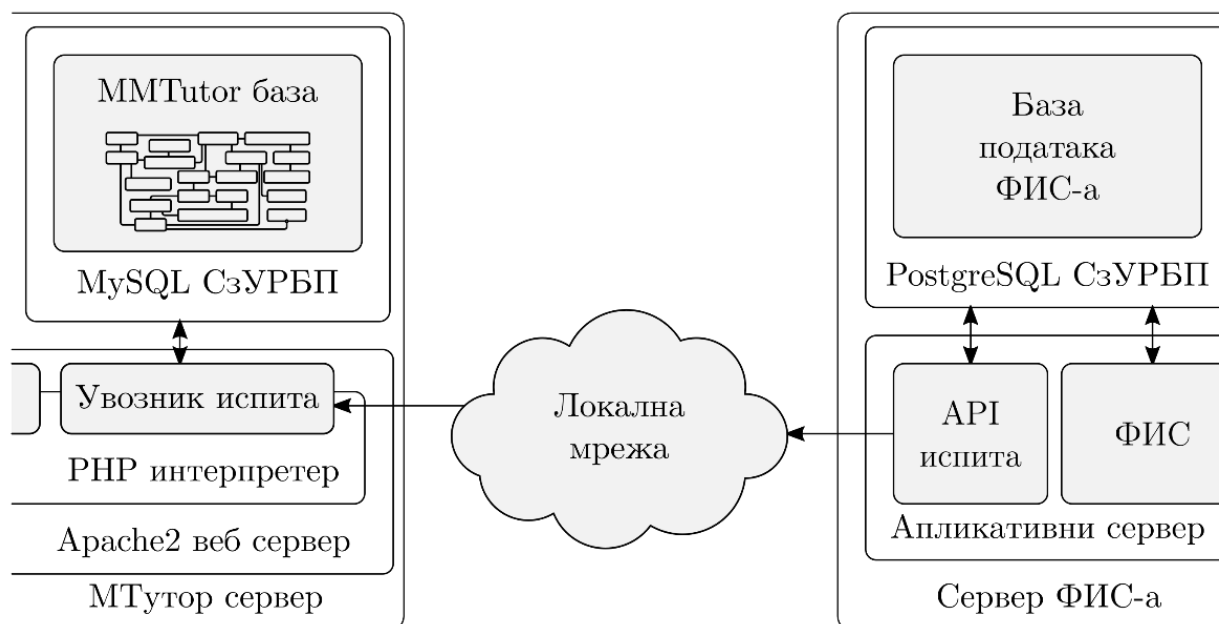 MMTutor база
MySQL СзУРБП
Увозник испита
PHP интерпретер
Apache2 веб сервер
МТутор сервер
Локална
мрежа
База
података
ФИС-а
PostgreSQL СзУРБП
API
испита
ФИС
Апликативни сервер
Сервер ФИС-а